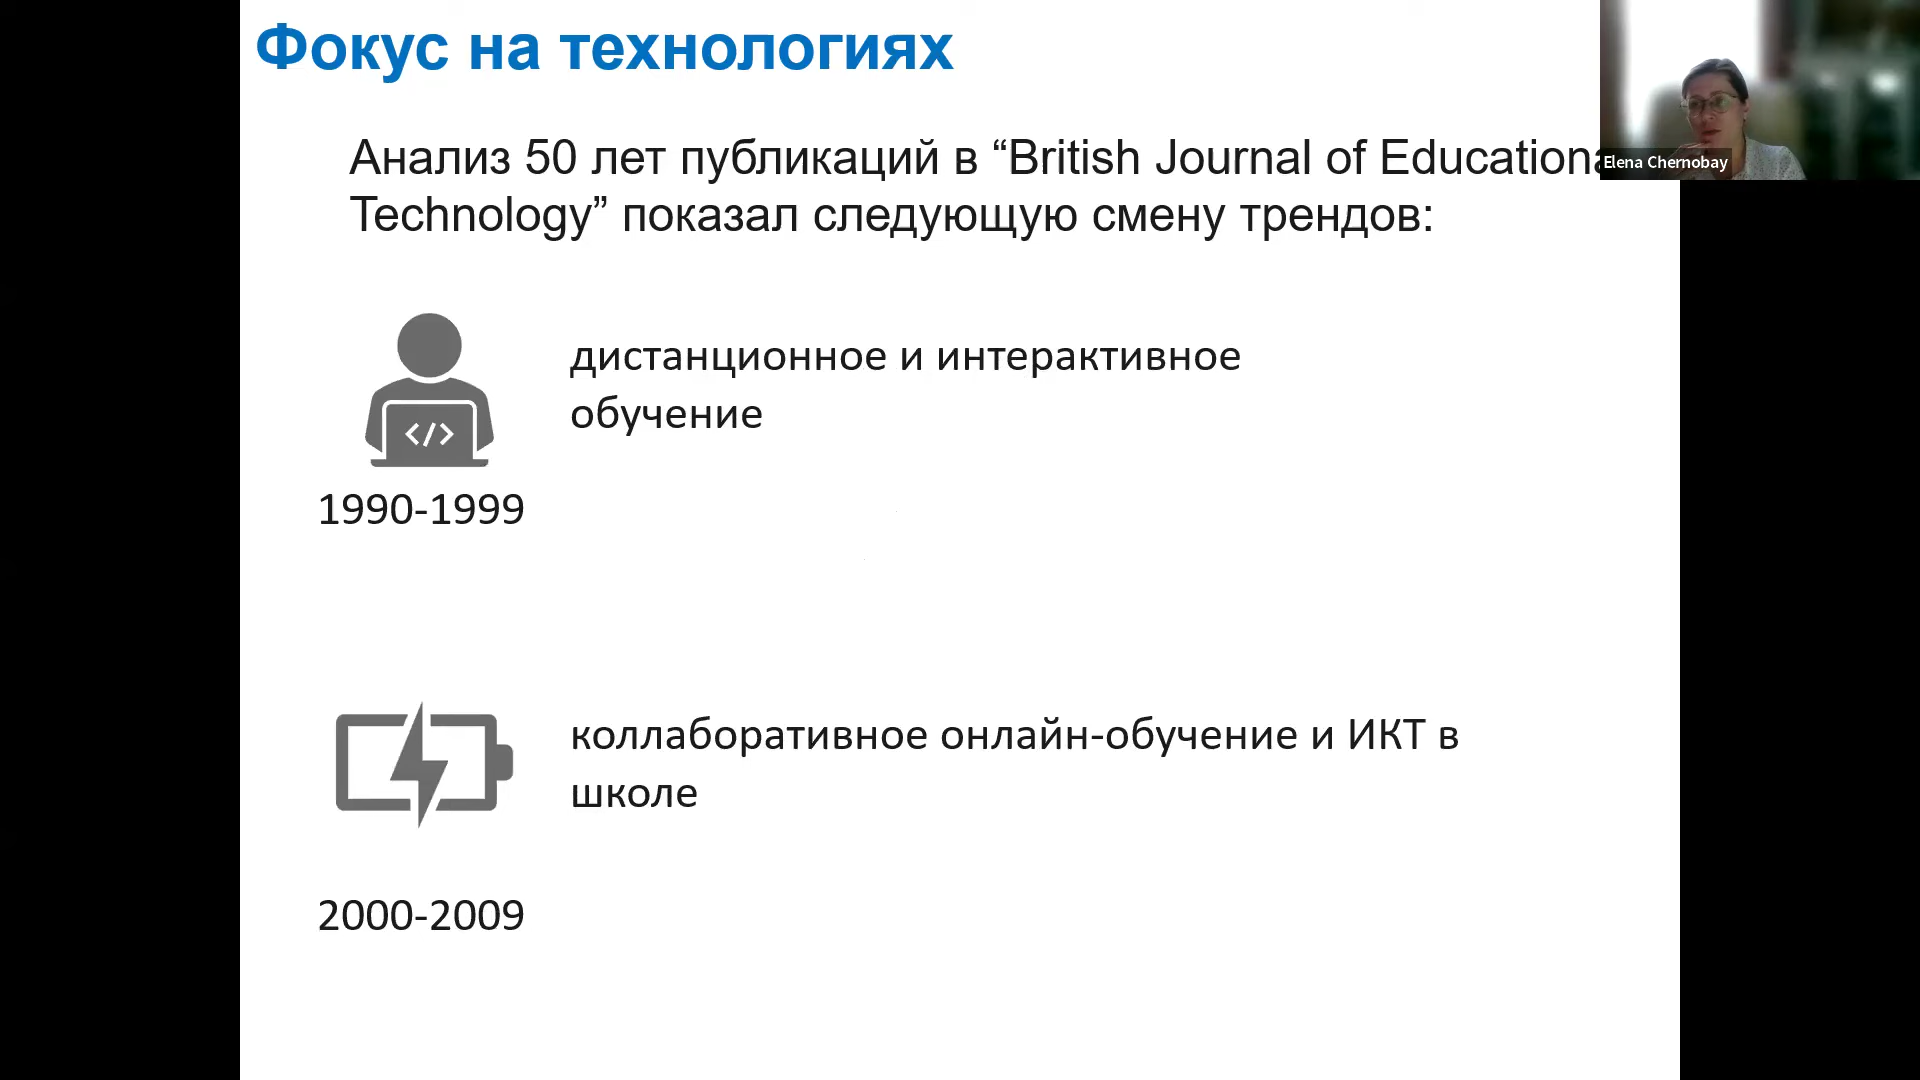 Фокус на технологиях
Анализ 50 лет публикаций в “British Journal of Educationa
Technology” показал следующую смену трендов:
Elena Chernobay
дистанционное и интерактивное
обучение
</>
1990-1999
коллаборативное онлайн-обучение и ИКТ в
школе
2000-2009